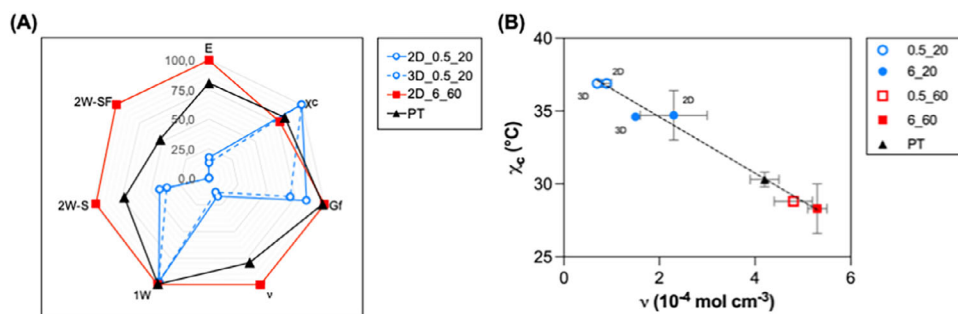 (A)
E
100,0
75,0
50,0
25,0
0,0
χc
Gf
ν
1W
2W-S
2W-SF
2D_0.5_20
3D_0.5_20
2D_6_60
PT
(B)
χc (°C)
40
35
30
25
0
2
4
6
ν (10⁻⁴ mol cm⁻³)
2D
3D
2D
3D
0.5_20
6_20
0.5_60
6_60
PT